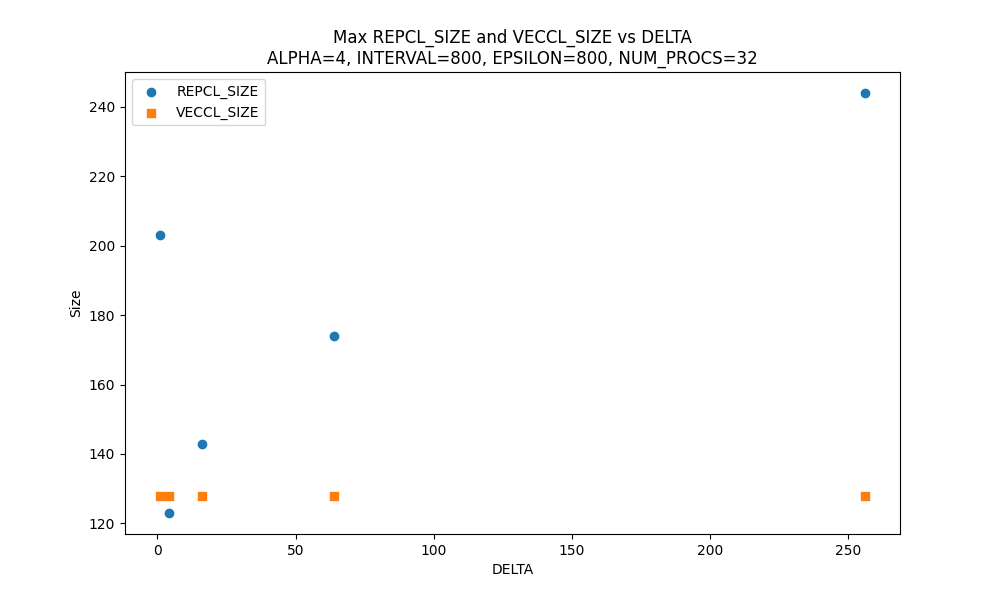 Max REPCL_SIZE and VECCL_SIZE vs DELTA
ALPHA=4, INTERVAL=800, EPSILON=800, NUM_PROCS=32
REPCL_SIZE
VECCL_SIZE
Size
240
220
200
180
160
140
120
0
50
100
150
200
250
DELTA